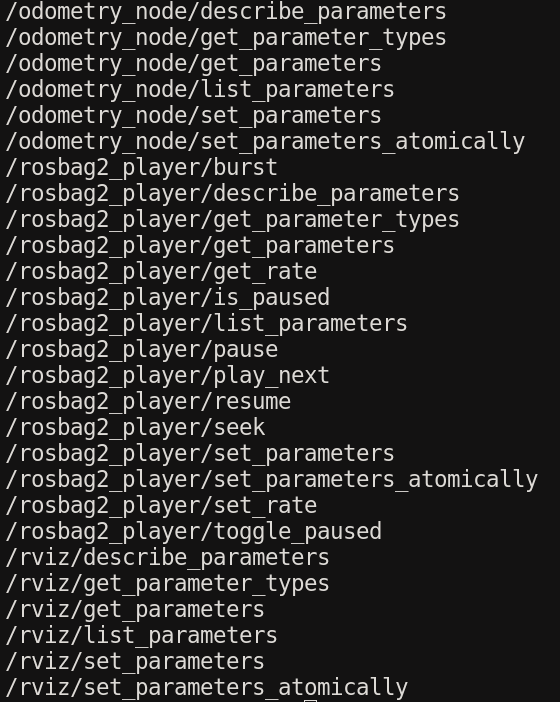 /odometry_node/describe_parameters
/odometry_node/get_parameter_types
/odometry_node/get_parameters
/odometry_node/list_parameters
/odometry_node/set_parameters
/odometry_node/set_parameters_atomically
/rosbag2_player/burst
/rosbag2_player/describe_parameters
/rosbag2_player/get_parameter_types
/rosbag2_player/get_parameters
/rosbag2_player/get_rate
/rosbag2_player/is_paused
/rosbag2_player/list_parameters
/rosbag2_player/pause
/rosbag2_player/play_next
/rosbag2_player/resume
/rosbag2_player/seek
/rosbag2_player/set_parameters
/rosbag2_player/set_parameters_atomically
/rosbag2_player/set_rate
/rosbag2_player/toggle_paused
/rviz/describe_parameters
/rviz/get_parameter_types
/rviz/get_parameters
/rviz/list_parameters
/rviz/set_parameters
/rviz/set_parameters_atomically